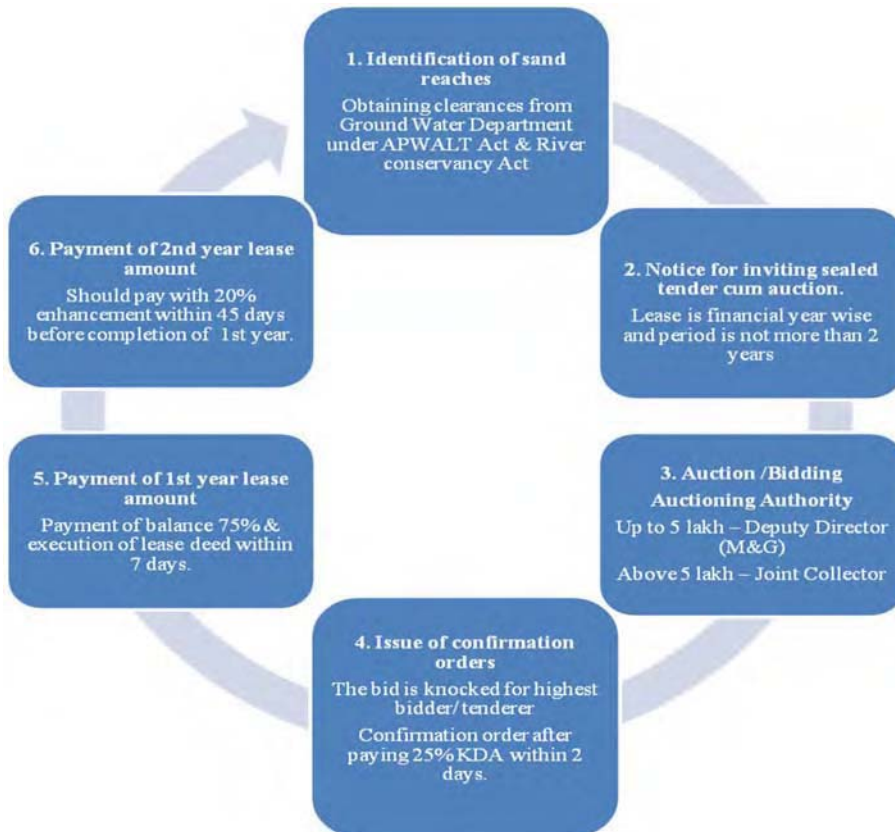 1. Identification of sand
reaches
Obtaining clearances from
Ground Water Department
under APWALT Act & River
conservancy Act
2. Notice for inviting sealed
tender cum auction.
Lease is financial year wise
and period is not more than 2
years
3. Auction /Bidding
Auctioning Authority
Up to 5 lakh – Deputy Director
(M&G)
Above 5 lakh – Joint Collector
4. Issue of confirmation
orders
The bid is knocked for highest
bidder/ tenderer
Confirmation order after
paying 25% KDA within 2
days.
5. Payment of 1st year lease
amount
Payment of balance 75% &
execution of lease deed within
7 days.
6. Payment of 2nd year lease
amount
Should pay with 20%
enhancement within 45 days
before completion of 1st year.